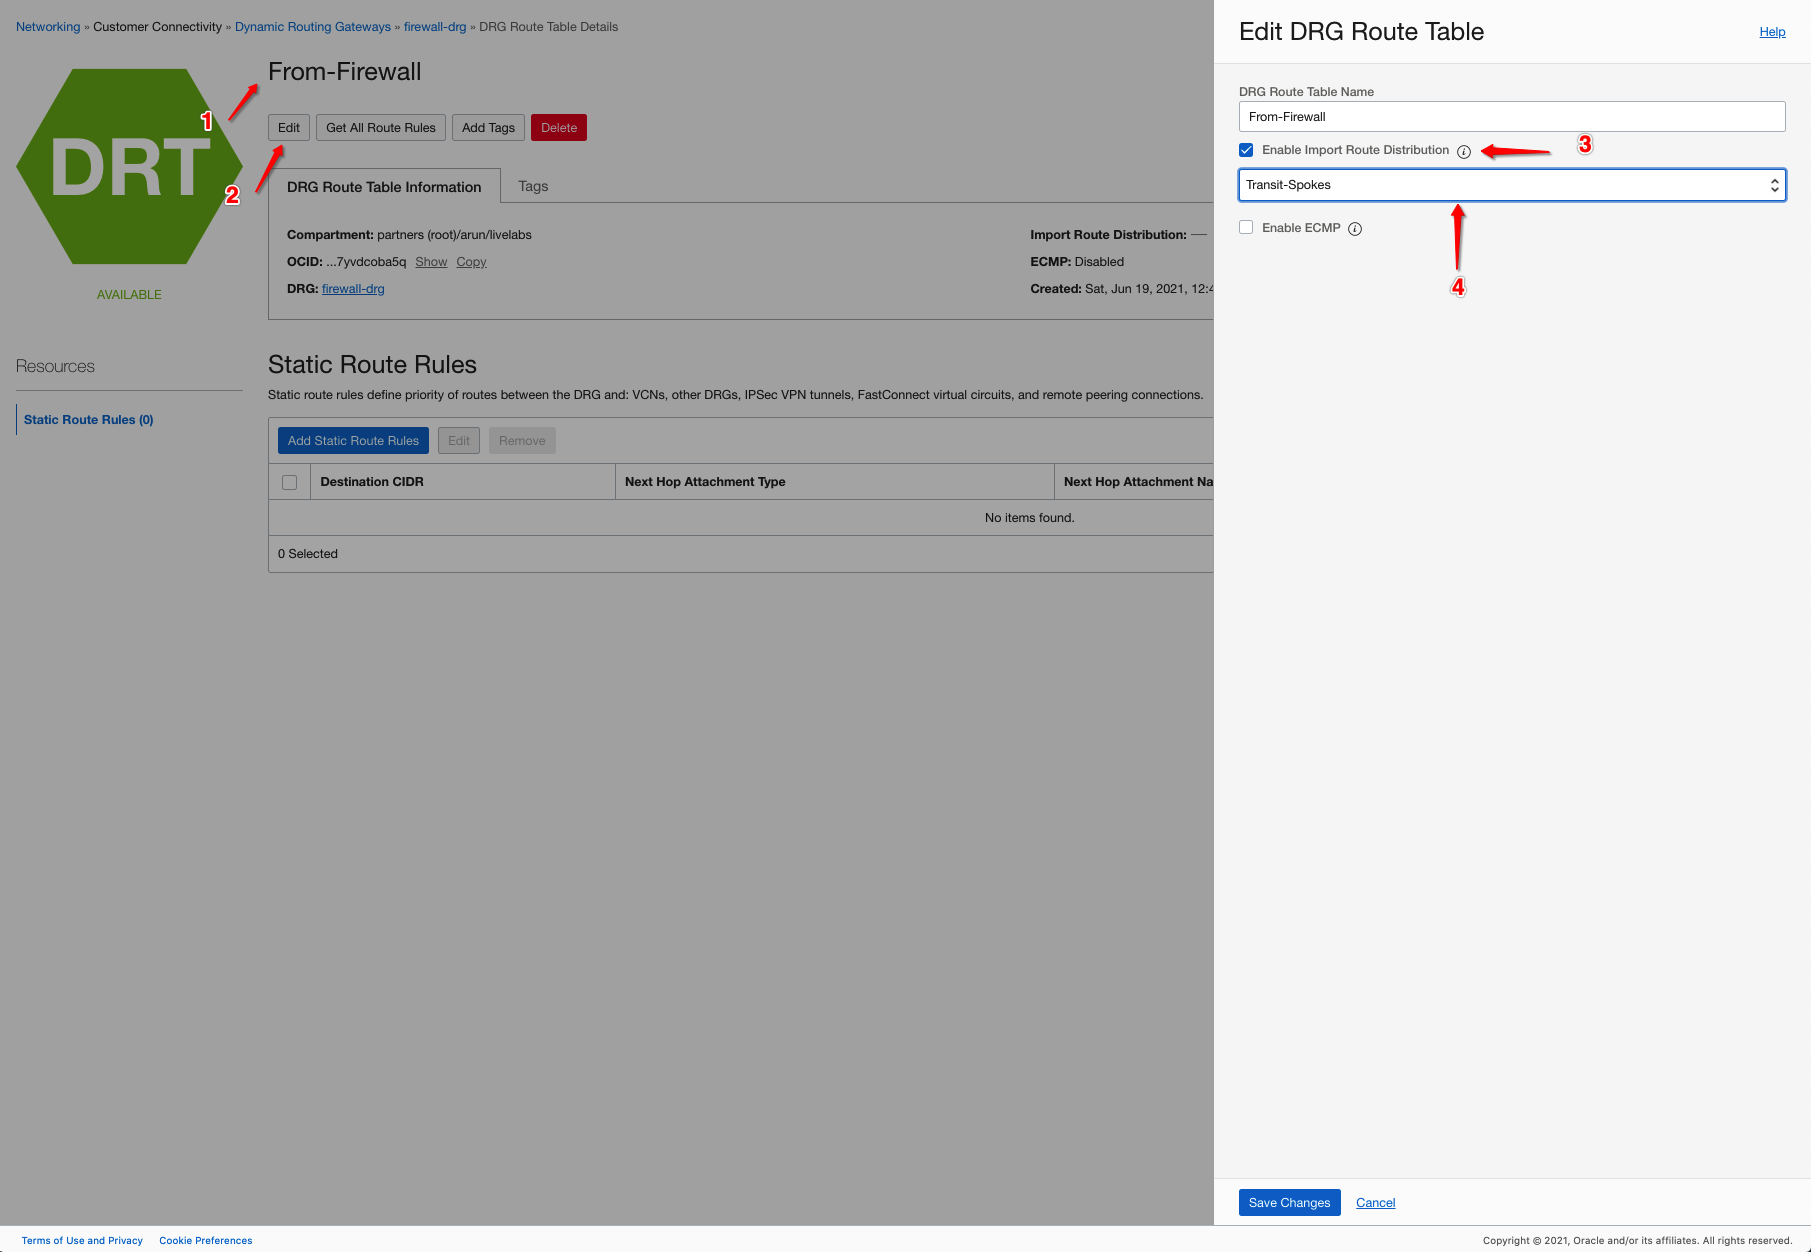 Networking » Customer Connectivity » Dynamic Routing Gateways » firewall-drg » DRG Route Table Details
DRT
AVAILABLE
1
2
From-Firewall
Edit Get All Route Rules Add Tags Delete
DRG Route Table Information Tags
Compartment: partners (root)/arun/livelabs Import Route Distribution: —
OCID: ...7yvdcoba5q Show Copy ECMP: Disabled
DRG: firewall-drg Created: Sat, Jun 19, 2021, 12:4
Resources
Static Route Rules (0)
Static Route Rules
Static route rules define priority of routes between the DRG and: VCNs, other DRGs, IPSec VPN tunnels, FastConnect virtual circuits, and remote peering connections.
Add Static Route Rules Edit Remove
Destination CIDR Next Hop Attachment Type Next Hop Attachment Na
No items found.
0 Selected
Edit DRG Route Table Help
DRG Route Table Name
From-Firewall
Enable Import Route Distribution i 3
Transit-Spokes
Enable ECMP i
4
Save Changes Cancel
Terms of Use and Privacy Cookie Preferences Copyright © 2021, Oracle and/or its affiliates. All rights reserved.